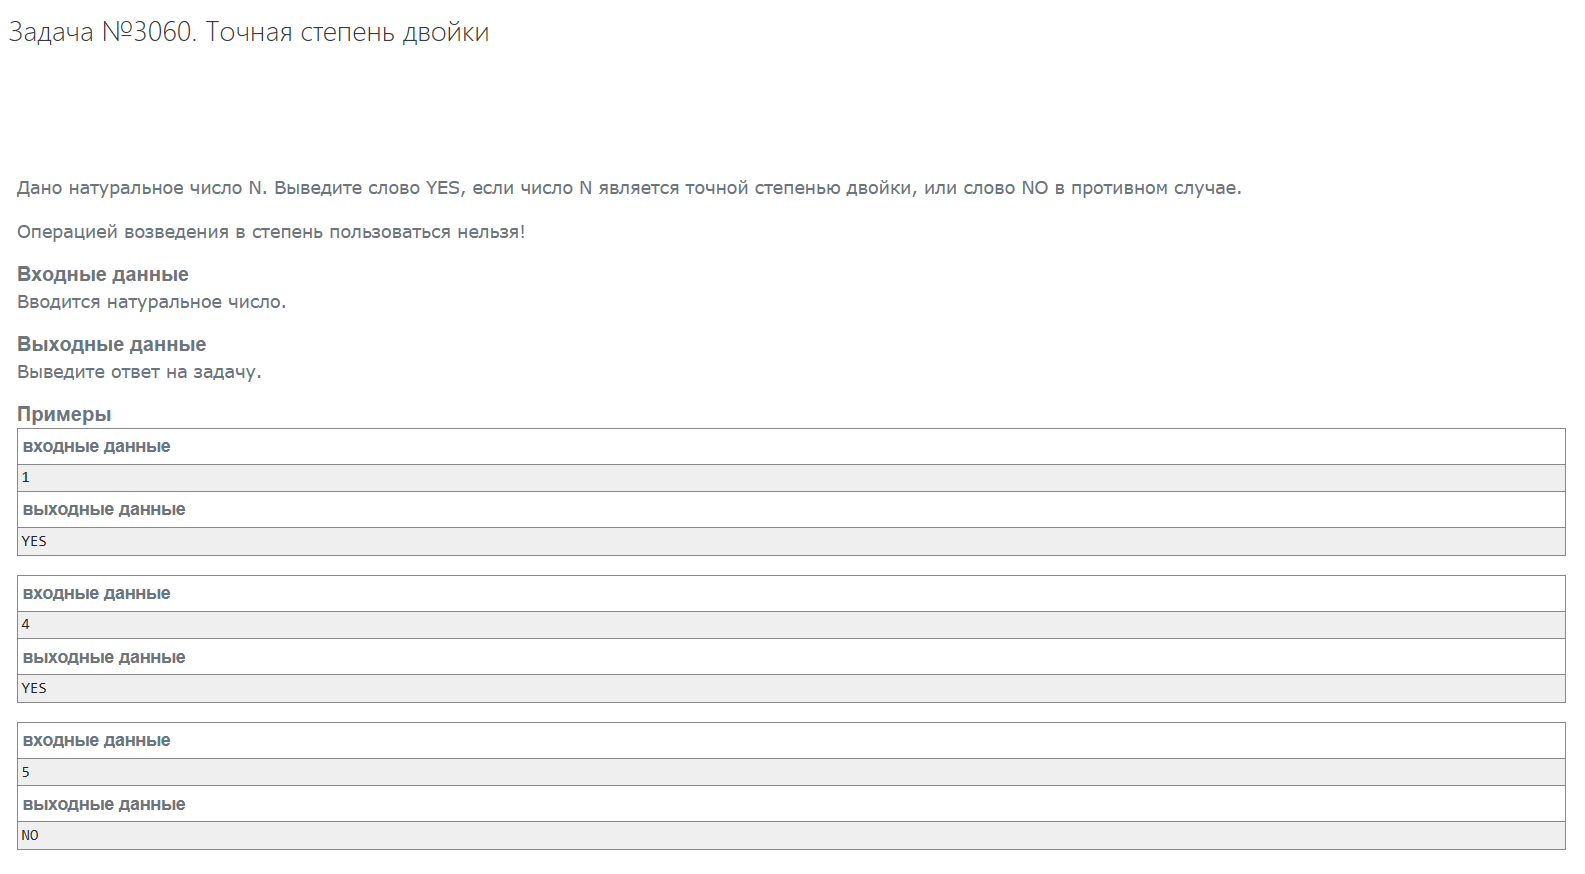 Задача №3060. Точная степень двойки
Дано натуральное число N. Выведите слово YES, если число N является точной степенью двойки, или слово NO в противном случае.
Операцией возведения в степень пользоваться нельзя!
Входные данные
Вводится натуральное число.
Выходные данные
Выведите ответ на задачу.
Примеры
входные данные
1
выходные данные
YES
входные данные
4
выходные данные
YES
входные данные
5
выходные данные
NO